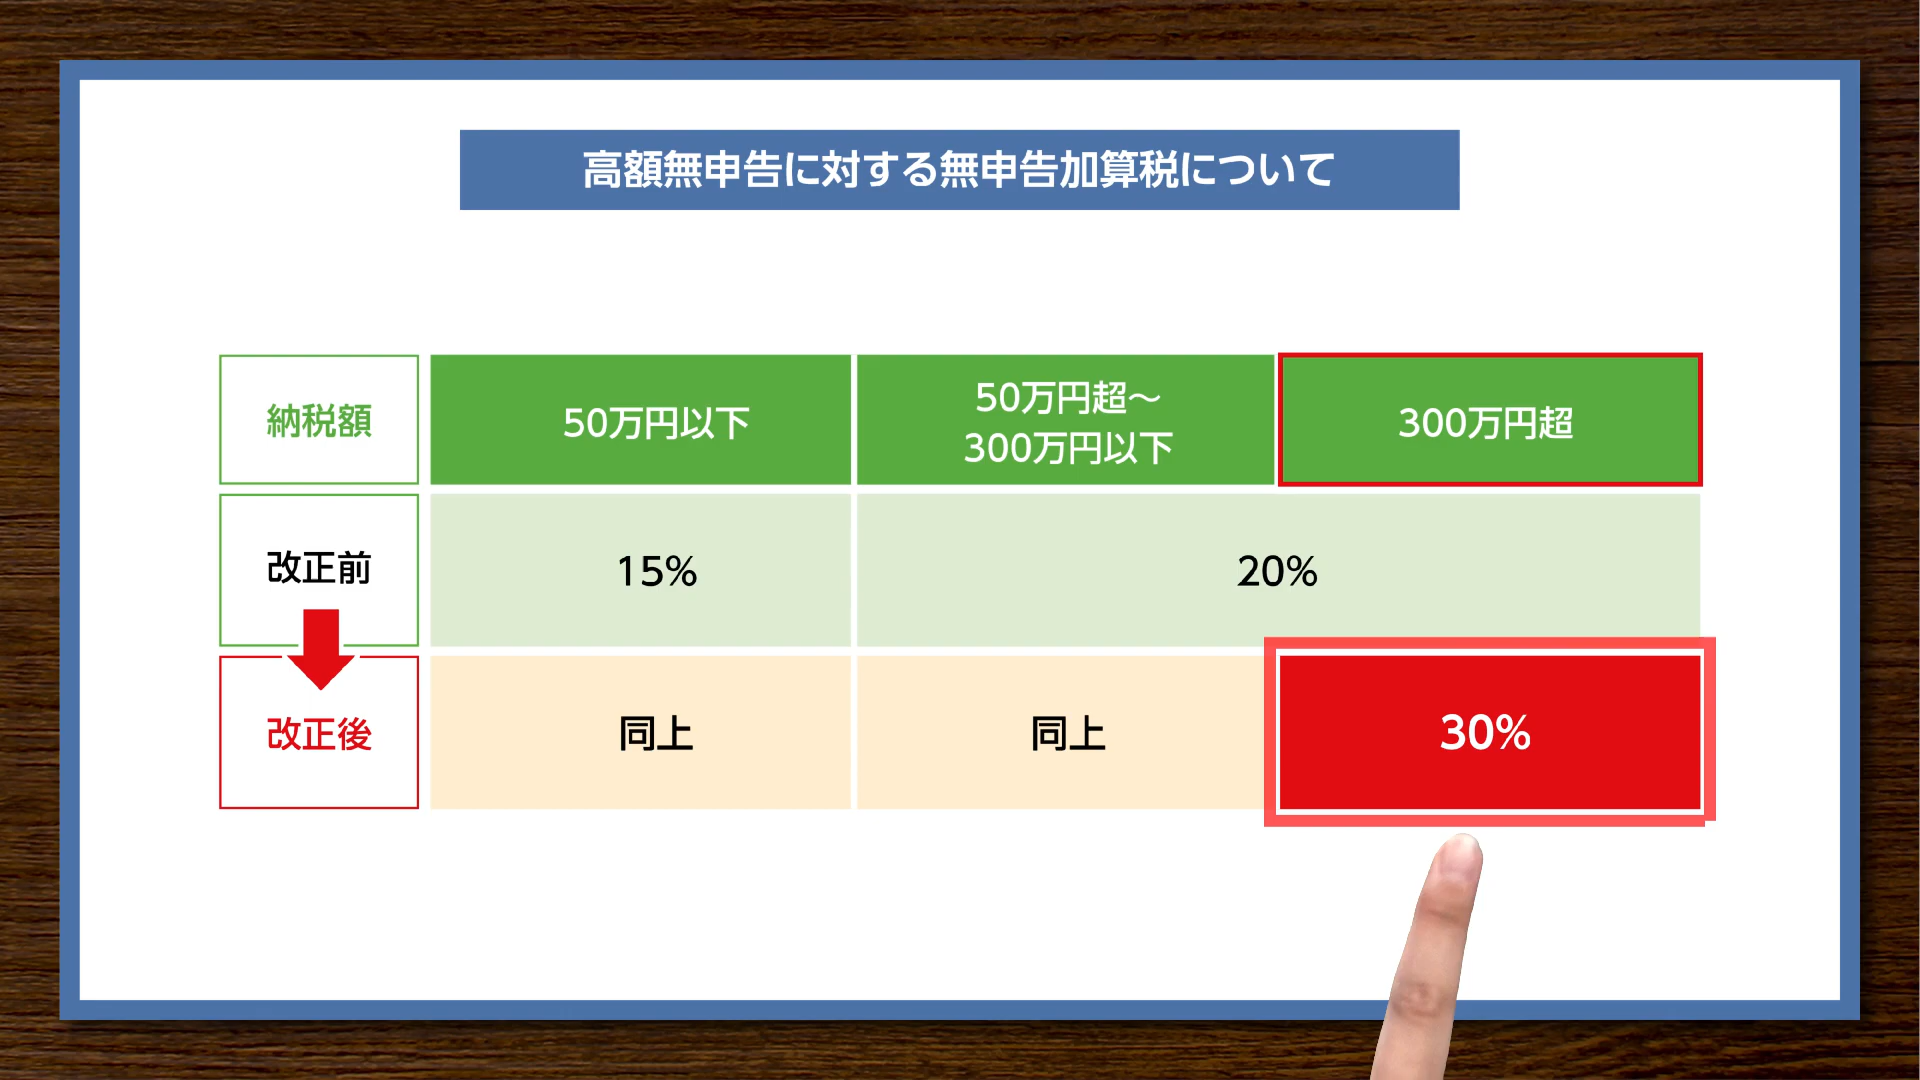 高額無申告に対する無申告加算税について
納税額
50万円以下
50万円超～
300万円以下
300万円超
改正前
15%
20%
改正後
同上
同上
30%